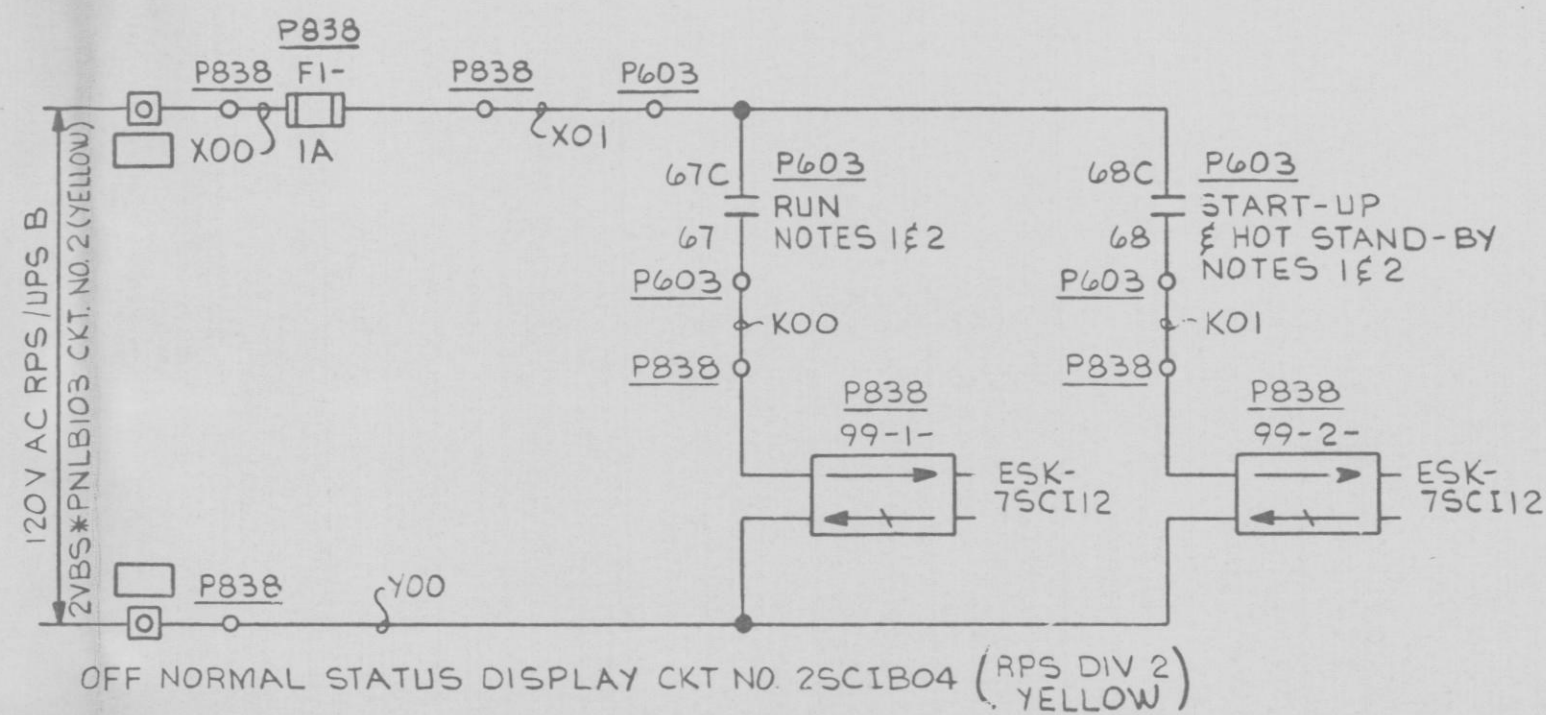 P838
P838 F1- P838 P603
X00 1A X01
67C P603
RUN
67 NOTES 1&2
P603
K00
P838
P838
99-1-
ESK-
7SCI12
68C P603
START-UP
& HOT STAND-BY
68 NOTES 1&2
P603
K01
P838
P838
99-2-
ESK-
7SCI12
120V AC RPS/UPS B
2VBS*PNLB103 CKT. NO. 2 (YELLOW)
P838 Y00
OFF NORMAL STATUS DISPLAY CKT NO. 2SCIB04 (RPS DIV 2
YELLOW)